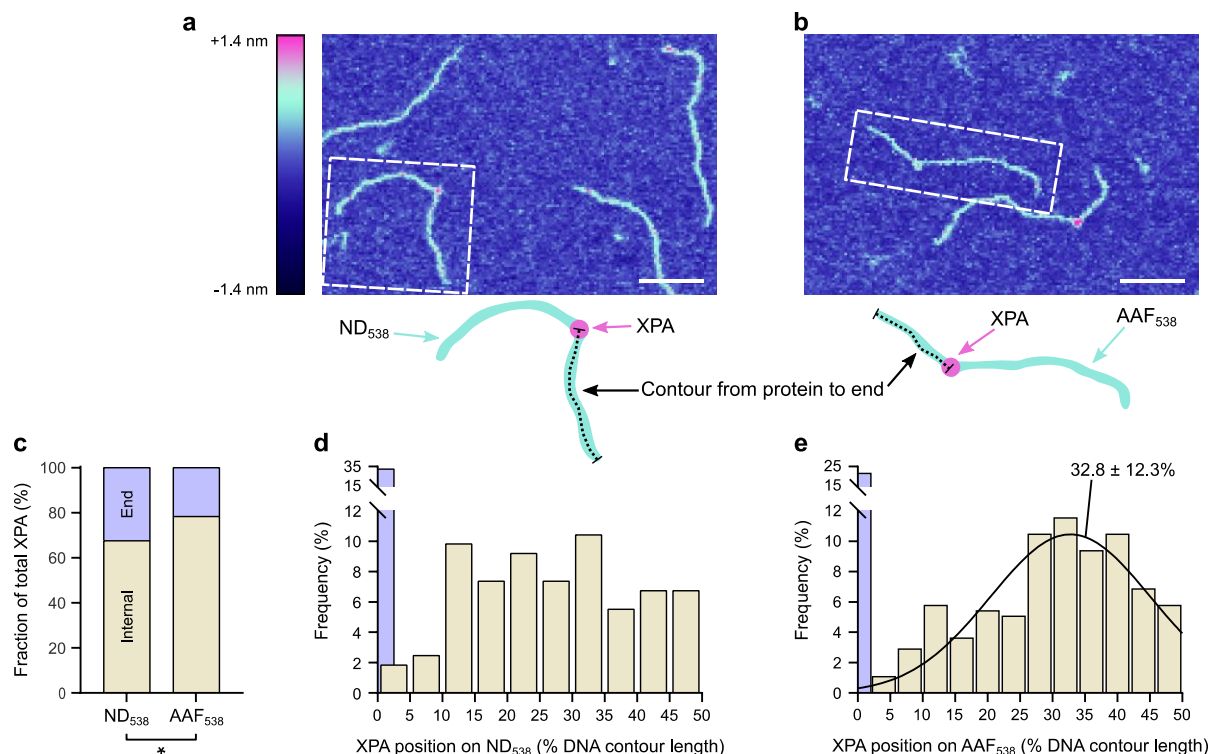 a
b
+1.4 nm
-1.4 nm
ND538
XPA
XPA
AAF538
Contour from protein to end
c
d
e
Fraction of total XPA (%)
100
80
60
40
20
0
End
Internal
ND538
AAF538
*
Frequency (%)
35
15
12
10
8
6
4
2
0
0
5
10
15
20
25
30
35
40
45
50
XPA position on ND538 (% DNA contour length)
Frequency (%)
25
15
12
10
8
6
4
2
0
32.8 ± 12.3%
0
5
10
15
20
25
30
35
40
45
50
XPA position on AAF538 (% DNA contour length)